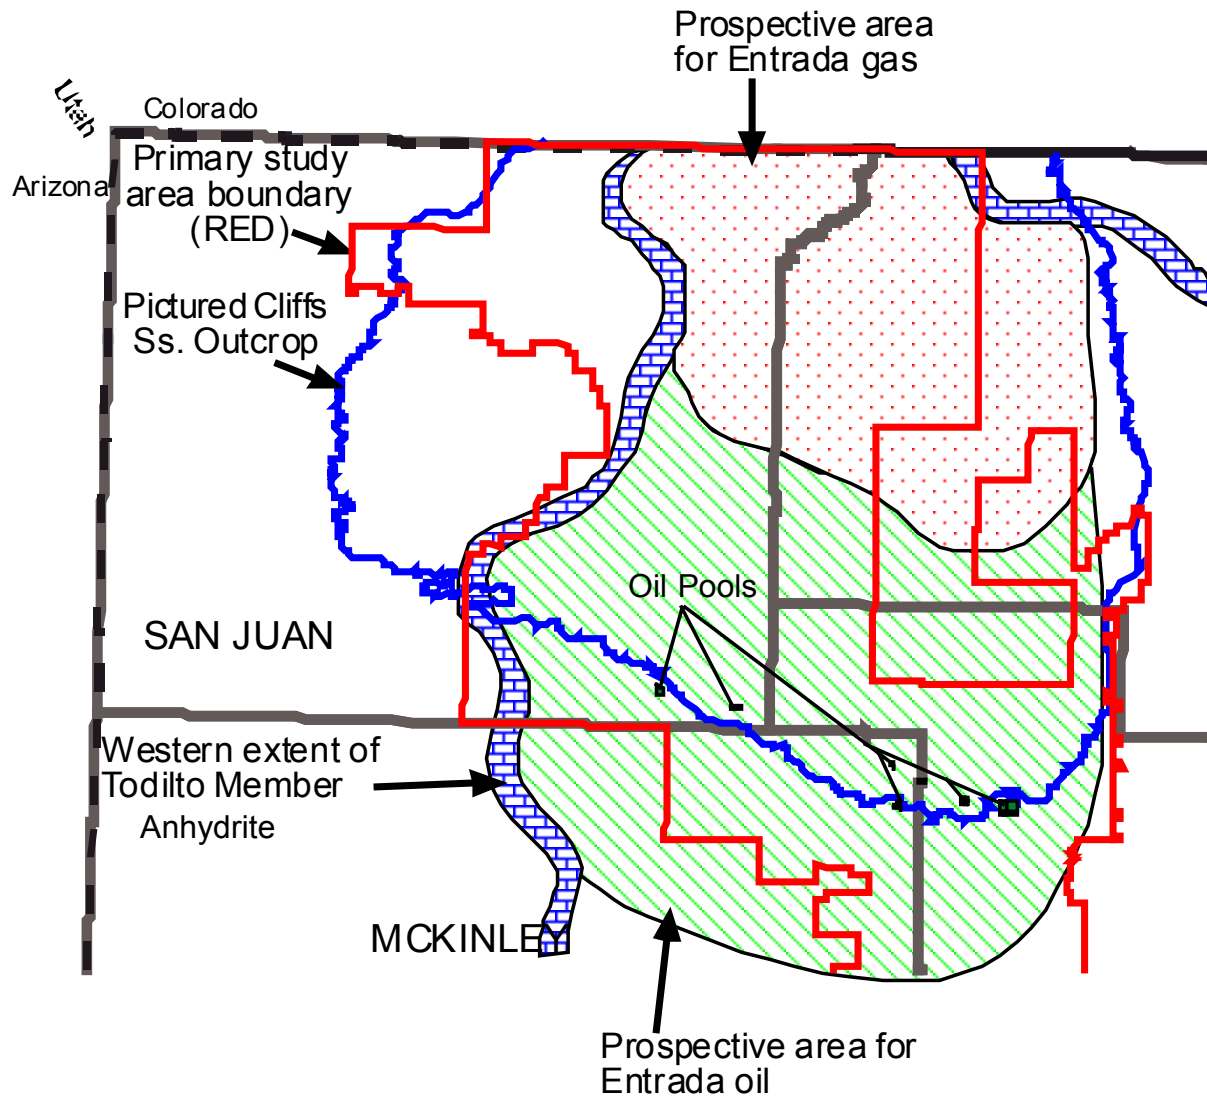 Prospective area
for Entrada gas
Utah
Colorado
Arizona
Primary study
area boundary
(RED)
Pictured Cliffs
Ss. Outcrop
Oil Pools
SAN JUAN
Western extent of
Todilto Member
Anhydrite
MCKINLEY
Prospective area for
Entrada oil